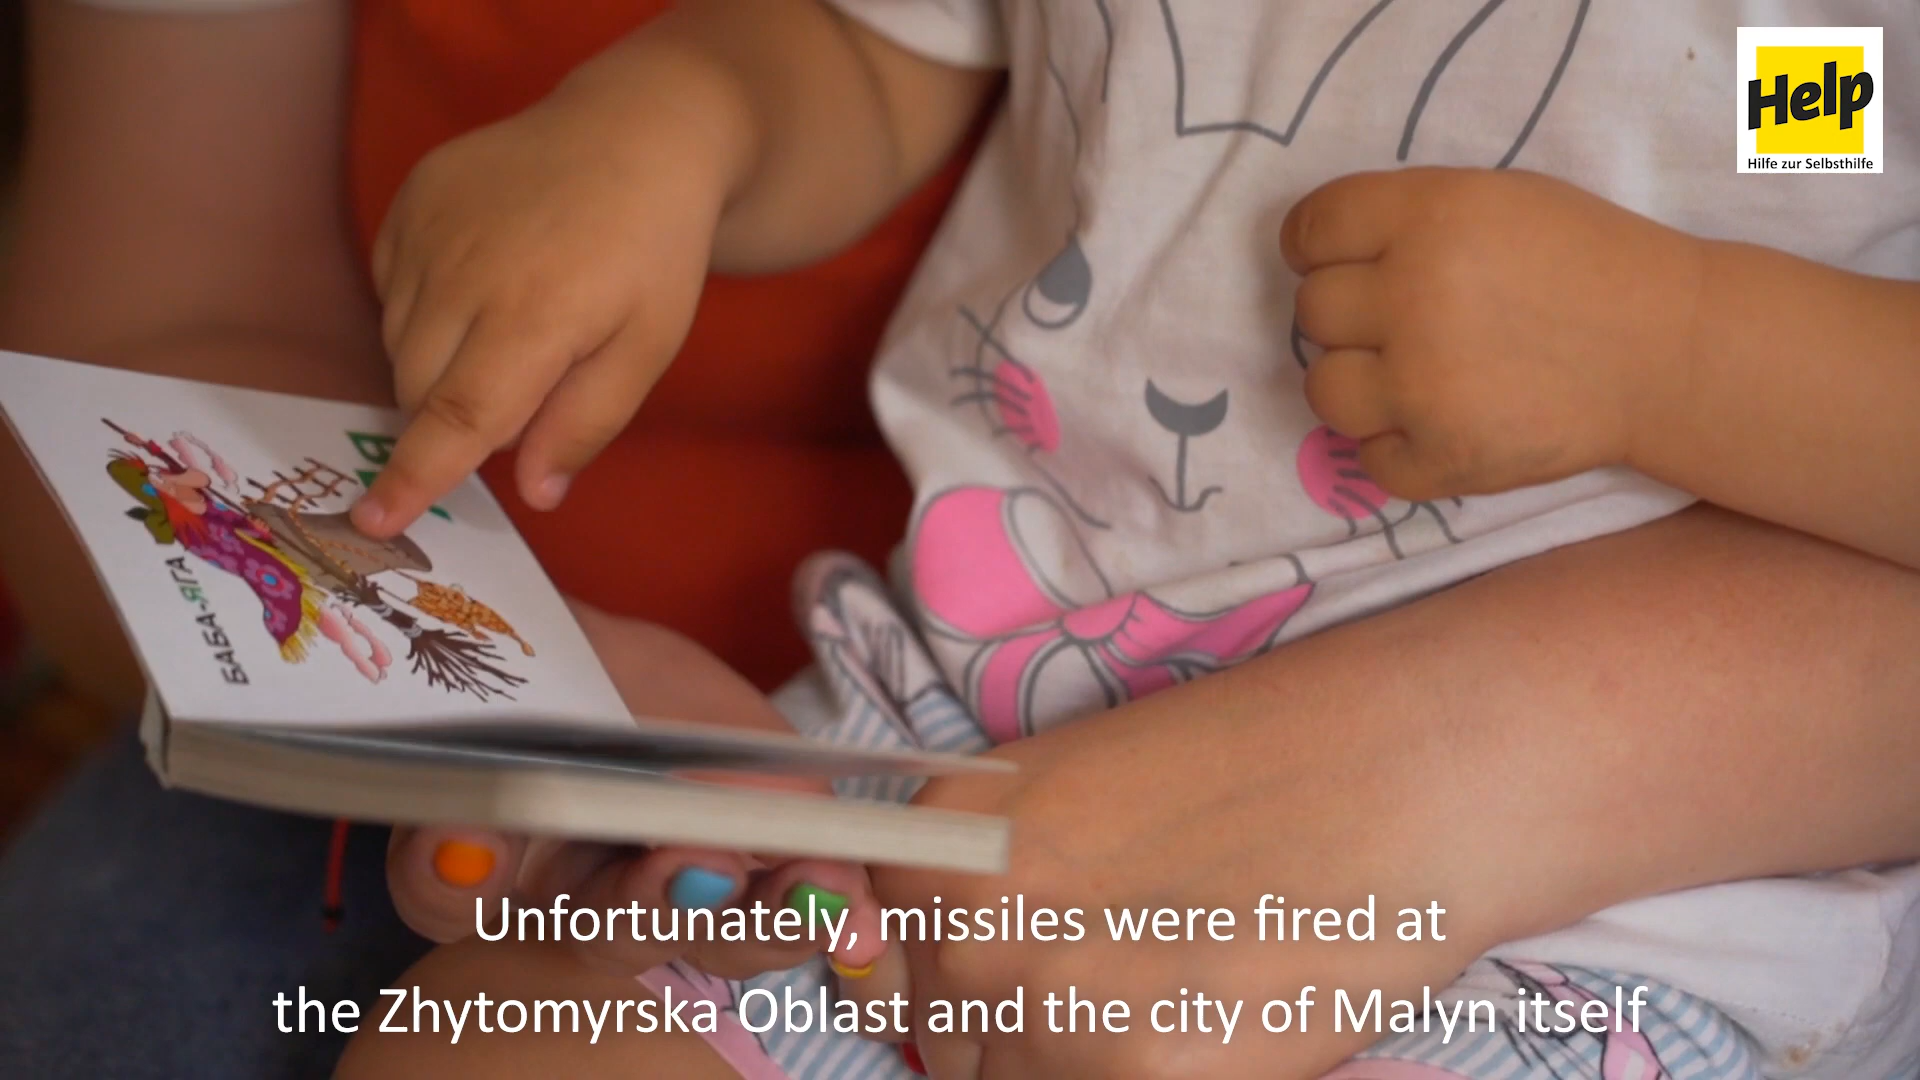 Help
Hilfe zur Selbsthilfe
БАБА-ЯГА
Unfortunately, missiles were fired at
the Zhytomyrska Oblast and the city of Malyn itself